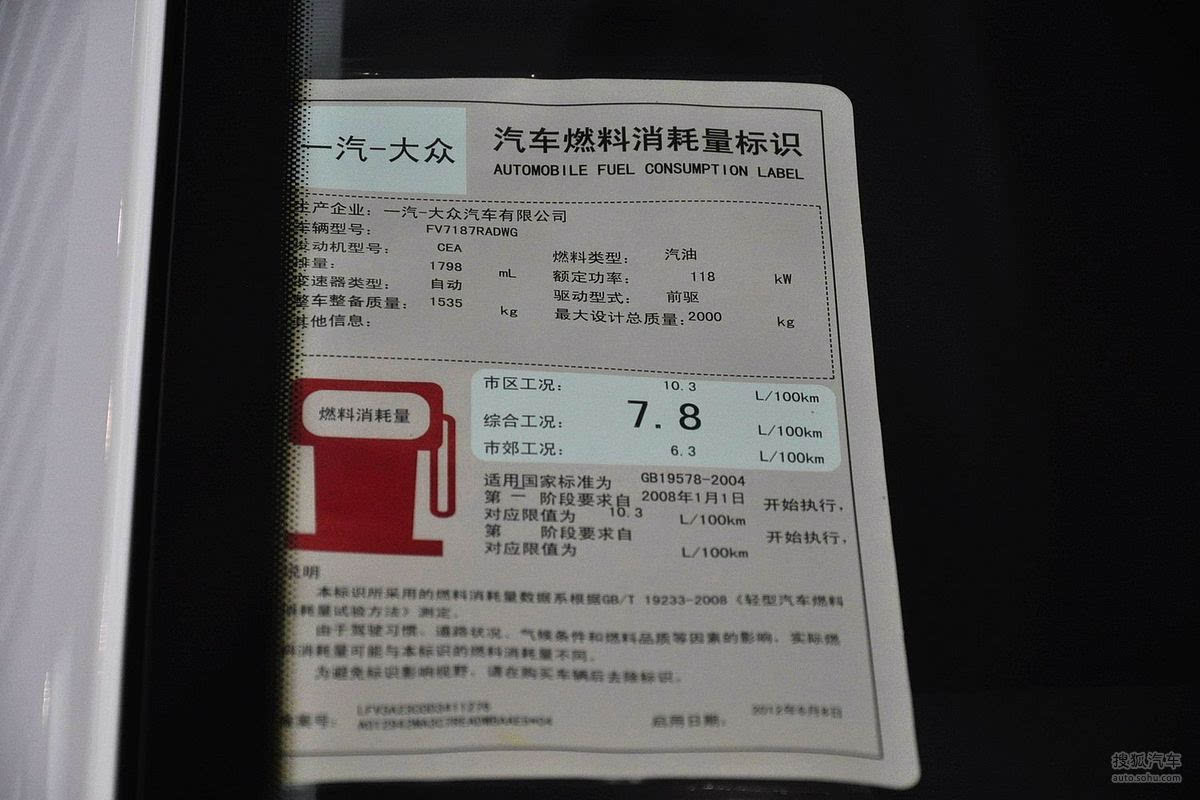 一汽-大众
汽车燃料消耗量标识
AUTOMOBILE FUEL CONSUMPTION LABEL
生产企业: 一汽-大众汽车有限公司
车辆型号: FV7187RADWG
发动机型号: CEA
燃料类型: 汽油
排量: 1798 mL
额定功率: 118 kW
变速器类型: 自动
驱动型式: 前驱
整车整备质量: 1535 kg
最大设计总质量: 2000 kg
其他信息:
燃料消耗量
市区工况: 10.3 L/100km
综合工况: 7.8 L/100km
市郊工况: 6.3 L/100km
适用国家标准为 GB19578-2004
第 一 阶段要求自 2008年1月1日 开始执行,
对应限值为 10.3 L/100km
第 阶段要求自 开始执行,
对应限值为 L/100km
说明
本标识所采用的燃料消耗量数据系根据GB/T 19233-2008《轻型汽车燃料
消耗量试验方法》测定。
由于驾驶习惯、道路状况、气候条件和燃料品质等因素的影响，实际燃
料消耗量可能与本标识的燃料消耗量不同。
为避免标识影响视野，请在购买车辆后去除标识。
备案号:
启用日期:
搜狐汽车
auto.sohu.com